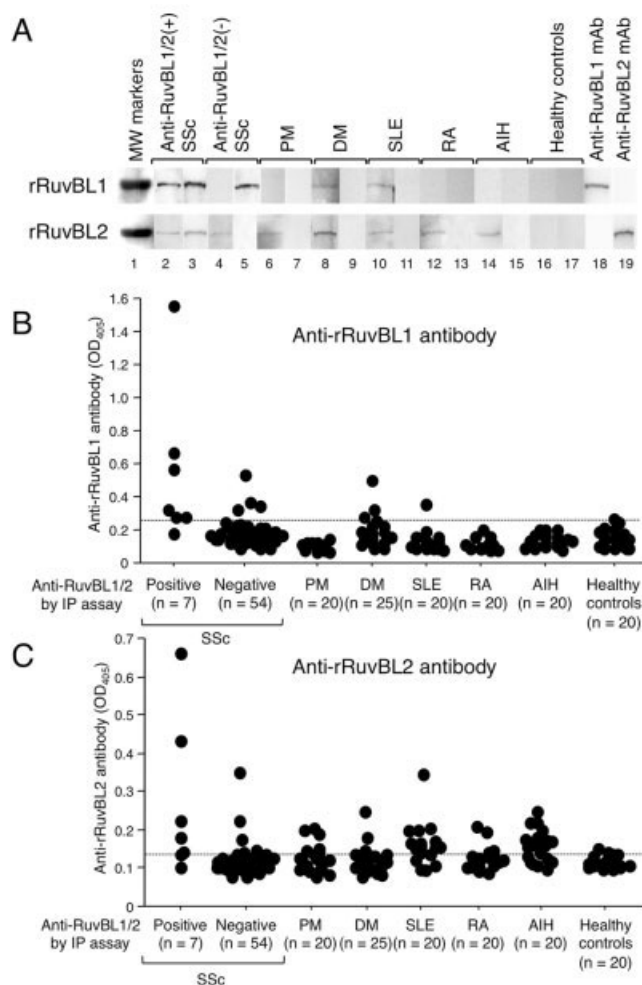 A
MW markers
Anti-RuvBL1/2(+)
SSc
Anti-RuvBL1/2(-)
SSc
PM
DM
SLE
RA
AIH
Healthy controls
Anti-RuvBL1 mAb
Anti-RuvBL2 mAb
rRuvBL1
rRuvBL2
1 2 3 4 5 6 7 8 9 10 11 12 13 14 15 16 17 18 19
B
Anti-rRuvBL1 antibody
Anti-rRuvBL1 antibody (OD405)
1.6
1.4
1.2
1.0
0.8
0.6
0.4
0.2
0
Anti-RuvBL1/2 Positive Negative PM DM SLE RA AIH Healthy
by IP assay (n = 7) (n = 54) (n = 20) (n = 25) (n = 20) (n = 20) (n = 20) controls
(n = 20)
SSc
C
Anti-rRuvBL2 antibody
Anti-rRuvBL2 antibody (OD405)
0.7
0.6
0.5
0.4
0.3
0.2
0.1
0
Anti-RuvBL1/2 Positive Negative PM DM SLE RA AIH Healthy
by IP assay (n = 7) (n = 54) (n = 20) (n = 25) (n = 20) (n = 20) (n = 20) controls
(n = 20)
SSc